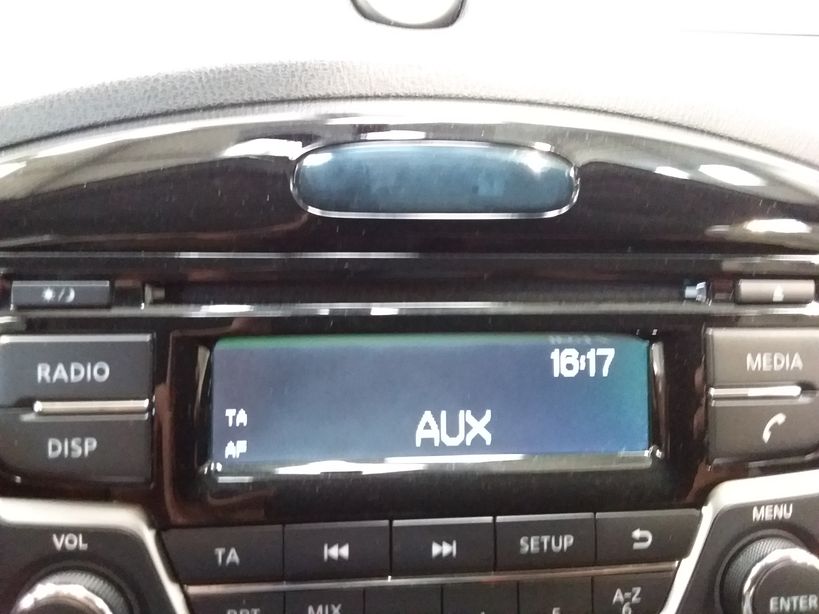 RADIO
DISP
16:17
TA
AF
AUX
MEDIA
VOL
TA
SETUP
MENU
MIX
A-Z
6
ENTER